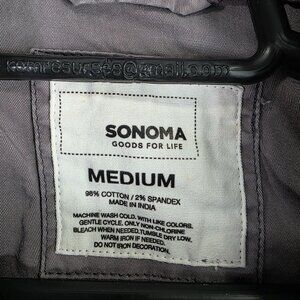 SONOMA
GOODS FOR LIFE
MEDIUM
98% COTTON / 2% SPANDEX
MADE IN INDIA
MACHINE WASH COLD. WITH LIKE COLORS.
GENTLE CYCLE. ONLY NON-CHLORINE
BLEACH WHEN NEEDED.TUMBLE DRY LOW.
WARM IRON IF NEEDED.
DO NOT IRON DECORATION.